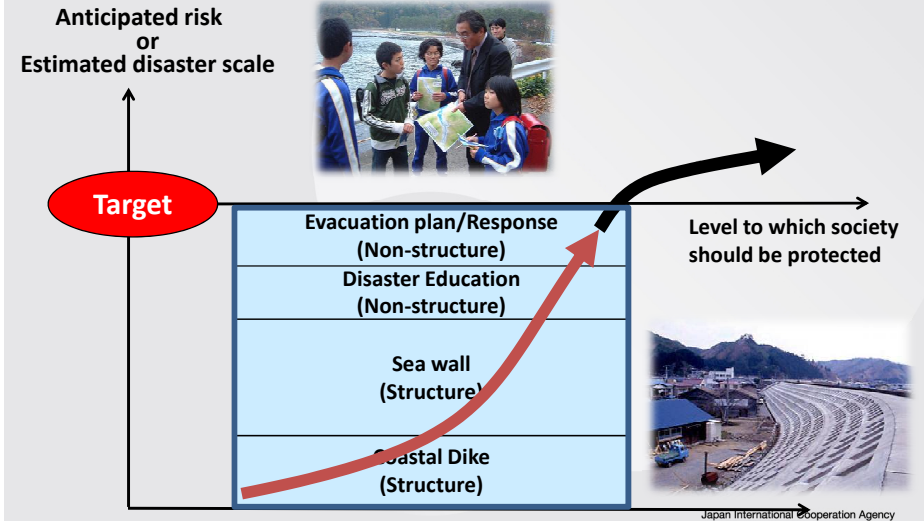 Anticipated risk
or
Estimated disaster scale
Target
Evacuation plan/Response
(Non-structure)
Level to which society
should be protected
Disaster Education
(Non-structure)
Sea wall
(Structure)
Coastal Dike
(Structure)
Japan International Cooperation Agency